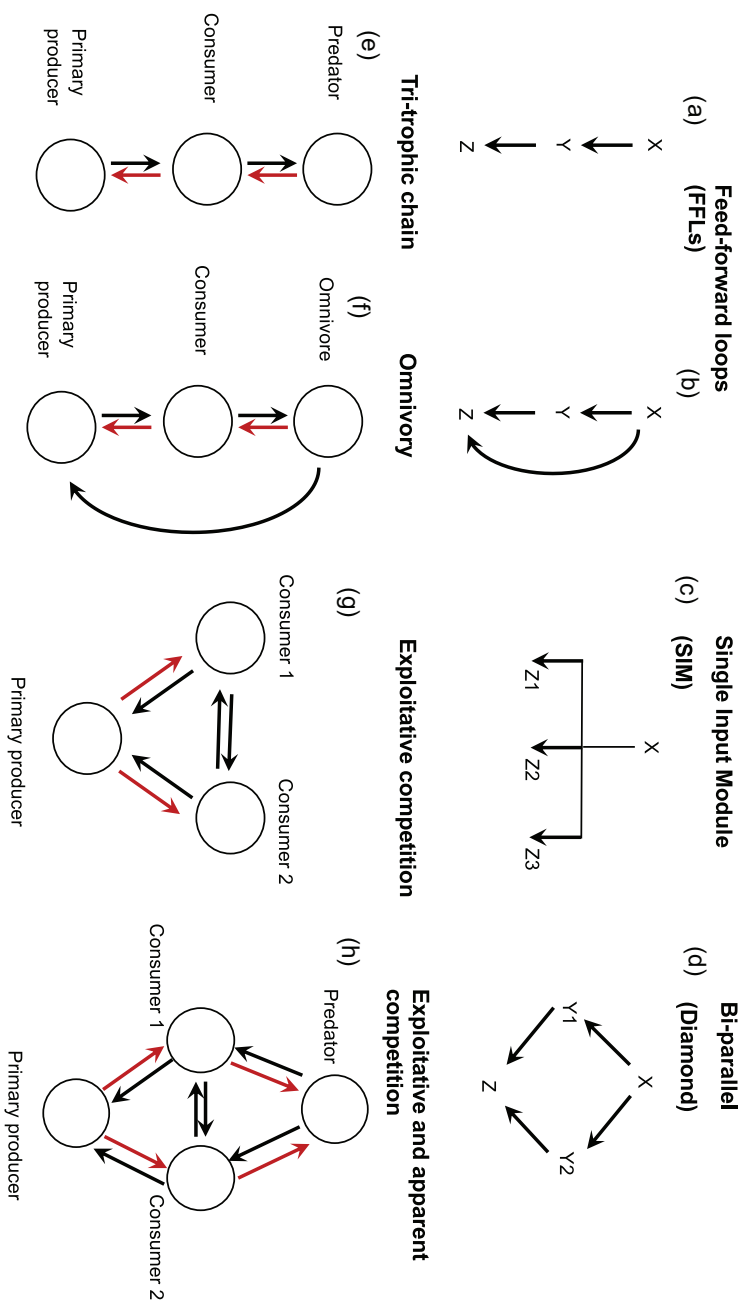 Feed-forward loops
(FFLs)
Single Input Module
(SIM)
Bi-parallel
(Diamond)
(a)
(b)
(c)
(d)
X
Y
Z
X
Y
Z
X
Z1
Z2
Z3
X
Y1
Y2
Z
Tri-trophic chain
Omnivory
Exploitative competition
Exploitative and apparent
competition
(e)
(f)
(g)
(h)
Predator
Consumer
Primary
producer
Omnivore
Consumer
Primary
producer
Consumer 1
Consumer 2
Primary producer
Predator
Consumer 1
Consumer 2
Primary producer